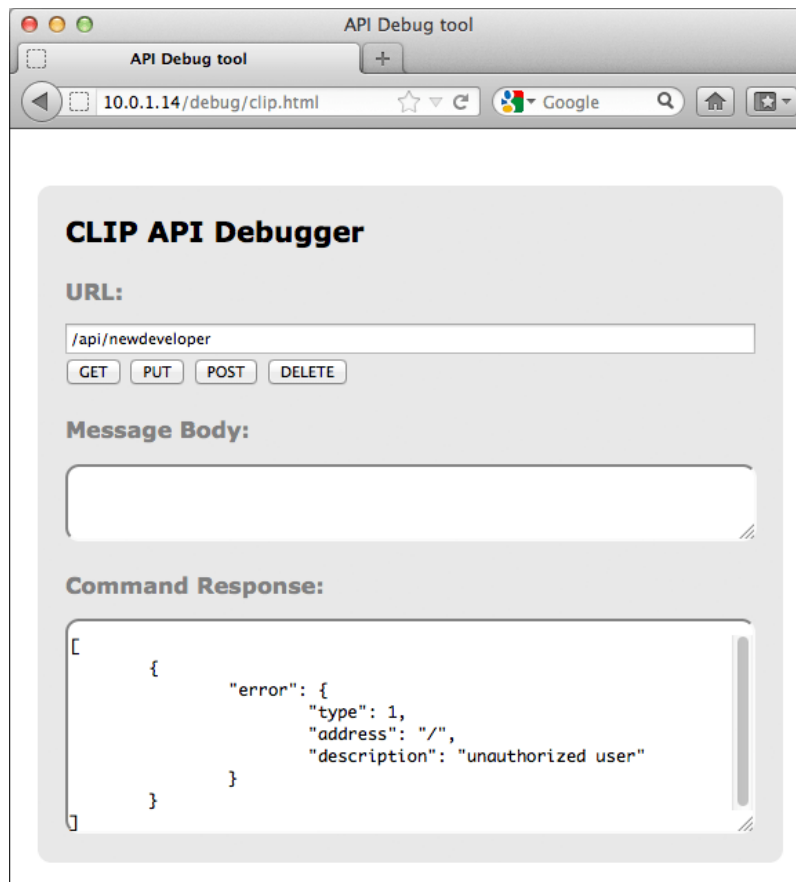 API Debug tool
API Debug tool
10.0.1.14/debug/clip.html Google
CLIP API Debugger
URL:
/api/newdeveloper
GET PUT POST DELETE
Message Body:
Command Response:
[
{
"error": {
"type": 1,
"address": "/",
"description": "unauthorized user"
}
}
]